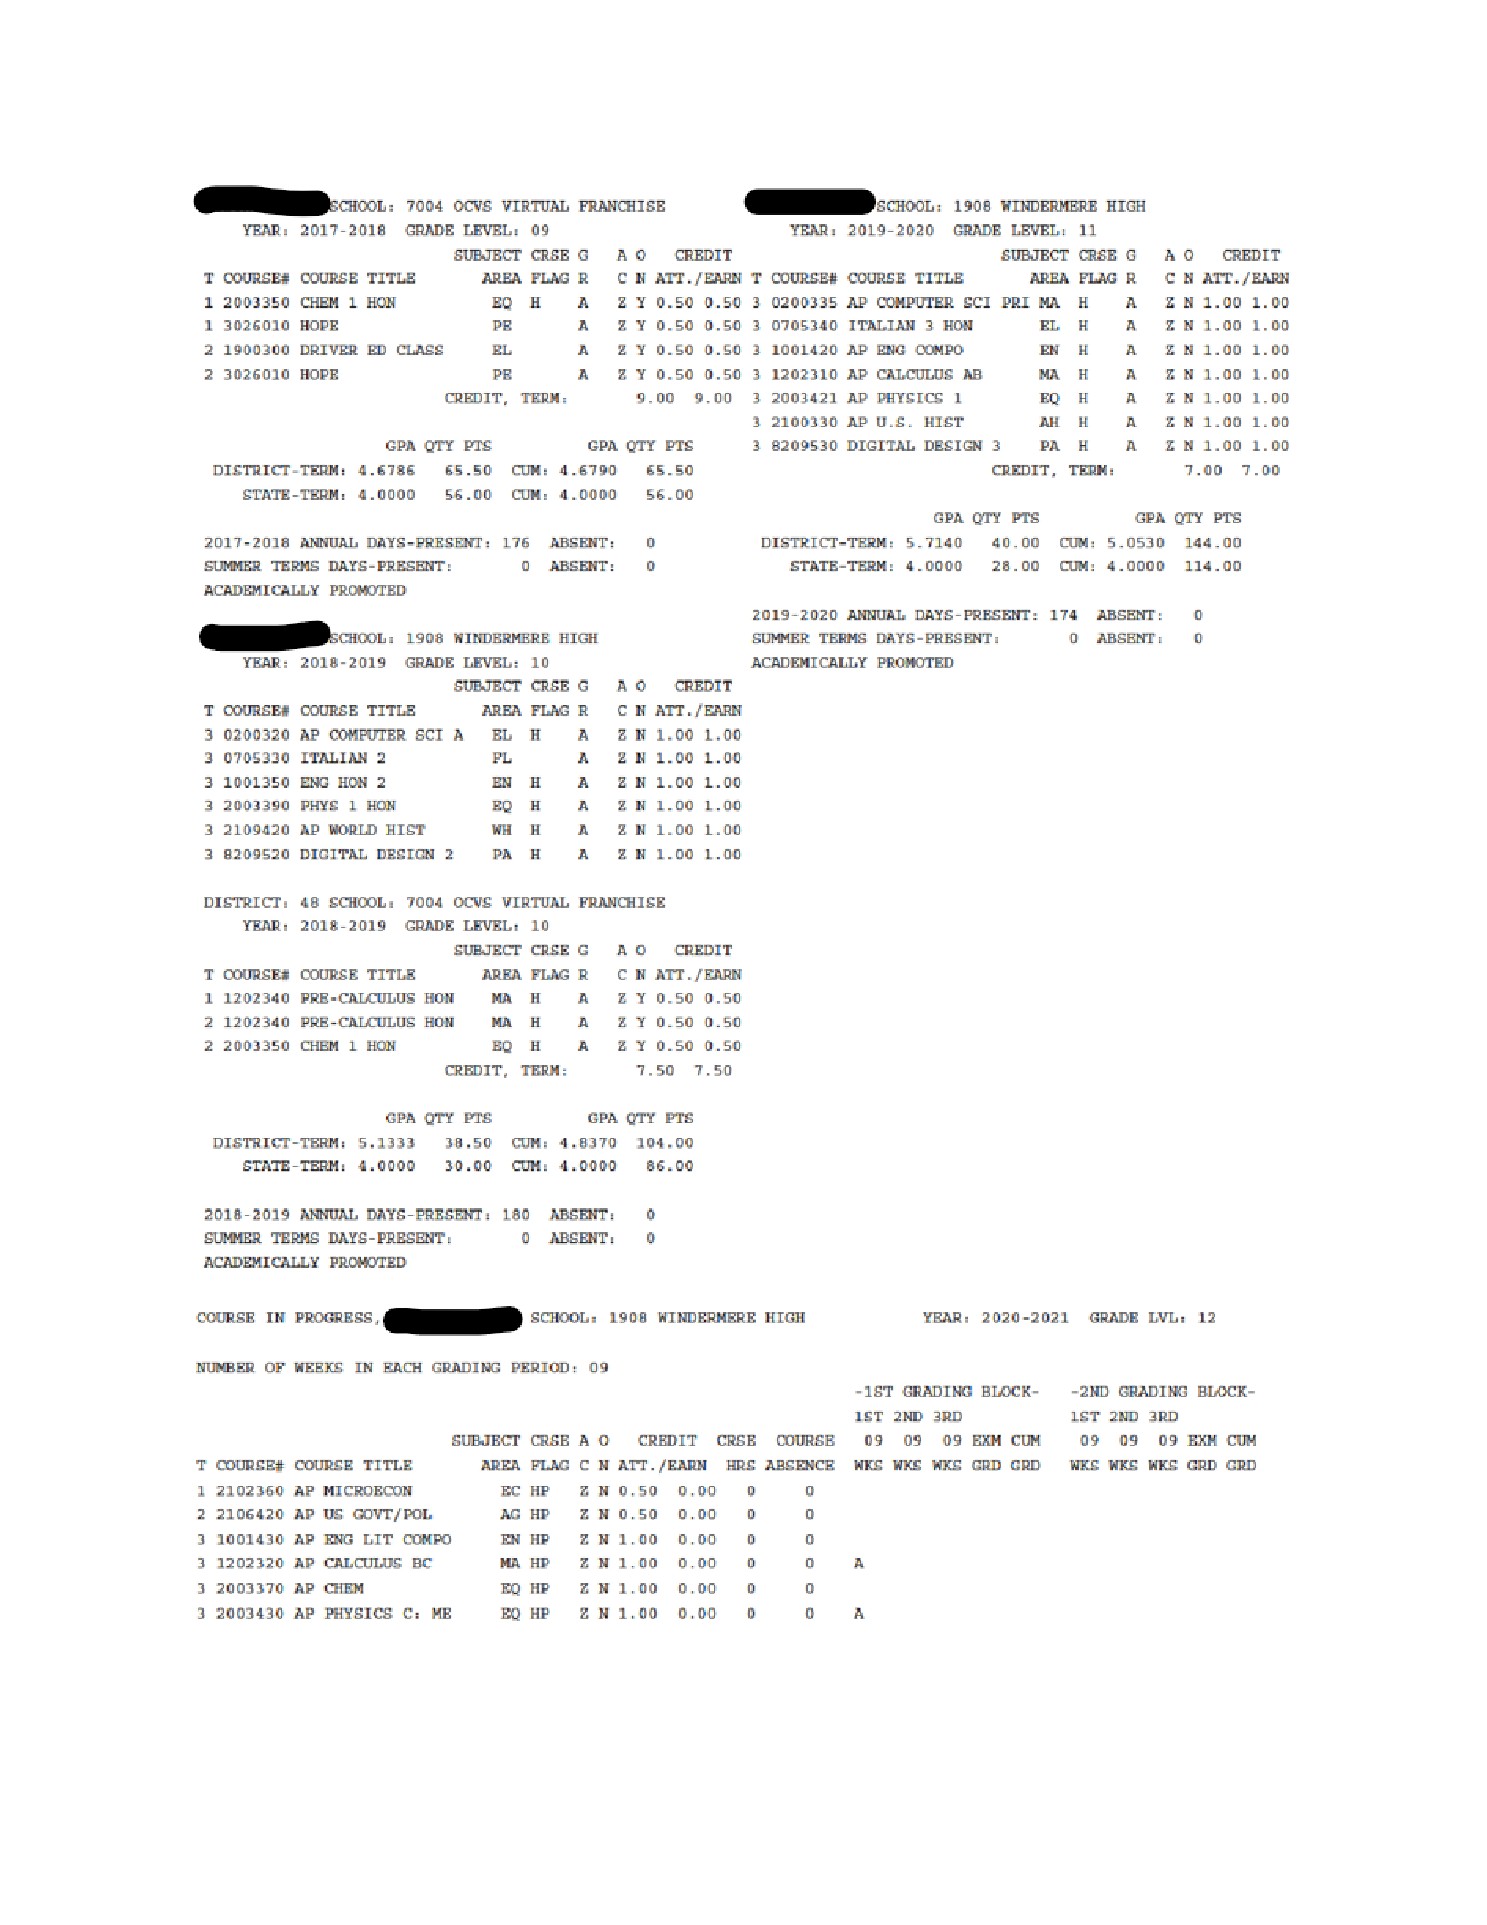 SCHOOL: 7004 OCVS VIRTUAL FRANCHISE
YEAR: 2017-2018 GRADE LEVEL: 09
SUBJECT CRSE G A O CREDIT
T COURSE# COURSE TITLE AREA FLAG R C N ATT./EARN
1 2003350 CHEM 1 HON EQ H A Z Y 0.50 0.50
1 3026010 HOPE PE A Z Y 0.50 0.50
2 1900300 DRIVER ED CLASS EL A Z Y 0.50 0.50
2 3026010 HOPE PE A Z Y 0.50 0.50
CREDIT, TERM: 9.00 9.00
GPA QTY PTS GPA QTY PTS
DISTRICT-TERM: 4.6786 65.50 CUM: 4.6790 65.50
STATE-TERM: 4.0000 56.00 CUM: 4.0000 56.00
2017-2018 ANNUAL DAYS-PRESENT: 176 ABSENT: 0
SUMMER TERMS DAYS-PRESENT: 0 ABSENT: 0
ACADEMICALLY PROMOTED
SCHOOL: 1908 WINDERMERE HIGH
YEAR: 2018-2019 GRADE LEVEL: 10
SUBJECT CRSE G A O CREDIT
T COURSE# COURSE TITLE AREA FLAG R C N ATT./EARN
3 0200320 AP COMPUTER SCI A EL H A Z N 1.00 1.00
3 0705330 ITALIAN 2 FL A Z N 1.00 1.00
3 1001350 ENG HON 2 EN H A Z N 1.00 1.00
3 2003390 PHYS 1 HON EQ H A Z N 1.00 1.00
3 2109420 AP WORLD HIST WH H A Z N 1.00 1.00
3 8209520 DIGITAL DESIGN 2 PA H A Z N 1.00 1.00
DISTRICT: 48 SCHOOL: 7004 OCVS VIRTUAL FRANCHISE
YEAR: 2018-2019 GRADE LEVEL: 10
SUBJECT CRSE G A O CREDIT
T COURSE# COURSE TITLE AREA FLAG R C N ATT./EARN
1 1202340 PRE-CALCULUS HON MA H A Z Y 0.50 0.50
2 1202340 PRE-CALCULUS HON MA H A Z Y 0.50 0.50
2 2003350 CHEM 1 HON EQ H A Z Y 0.50 0.50
CREDIT, TERM: 7.50 7.50
GPA QTY PTS GPA QTY PTS
DISTRICT-TERM: 5.1333 38.50 CUM: 4.8370 104.00
STATE-TERM: 4.0000 30.00 CUM: 4.0000 86.00
2018-2019 ANNUAL DAYS-PRESENT: 180 ABSENT: 0
SUMMER TERMS DAYS-PRESENT: 0 ABSENT: 0
ACADEMICALLY PROMOTED
SCHOOL: 1908 WINDERMERE HIGH
YEAR: 2019-2020 GRADE LEVEL: 11
SUBJECT CRSE G A O CREDIT
T COURSE# COURSE TITLE AREA FLAG R C N ATT./EARN
3 0200335 AP COMPUTER SCI PRI MA H A Z N 1.00 1.00
3 0705340 ITALIAN 3 HON EL H A Z N 1.00 1.00
3 1001420 AP ENG COMPO EN H A Z N 1.00 1.00
3 1202310 AP CALCULUS AB MA H A Z N 1.00 1.00
3 2003421 AP PHYSICS 1 EQ H A Z N 1.00 1.00
3 2100330 AP U.S. HIST AH H A Z N 1.00 1.00
3 8209530 DIGITAL DESIGN 3 PA H A Z N 1.00 1.00
CREDIT, TERM: 7.00 7.00
GPA QTY PTS GPA QTY PTS
DISTRICT-TERM: 5.7140 40.00 CUM: 5.0530 144.00
STATE-TERM: 4.0000 28.00 CUM: 4.0000 114.00
2019-2020 ANNUAL DAYS-PRESENT: 174 ABSENT: 0
SUMMER TERMS DAYS-PRESENT: 0 ABSENT: 0
ACADEMICALLY PROMOTED
COURSE IN PROGRESS, SCHOOL: 1908 WINDERMERE HIGH YEAR: 2020-2021 GRADE LVL: 12
NUMBER OF WEEKS IN EACH GRADING PERIOD: 09
-1ST GRADING BLOCK- -2ND GRADING BLOCK-
1ST 2ND 3RD 1ST 2ND 3RD
SUBJECT CRSE A O CREDIT CRSE COURSE 09 09 09 EXM CUM 09 09 09 EXM CUM
T COURSE# COURSE TITLE AREA FLAG C N ATT./EARN HRS ABSENCE WKS WKS WKS GRD GRD WKS WKS WKS GRD GRD
1 2102360 AP MICROECON EC HP Z N 0.50 0.00 0 0
2 2106420 AP US GOVT/POL AG HP Z N 0.50 0.00 0 0
3 1001430 AP ENG LIT COMPO EN HP Z N 1.00 0.00 0 0
3 1202320 AP CALCULUS BC MA HP Z N 1.00 0.00 0 0 A
3 2003370 AP CHEM EQ HP Z N 1.00 0.00 0 0
3 2003430 AP PHYSICS C: ME EQ HP Z N 1.00 0.00 0 0 A